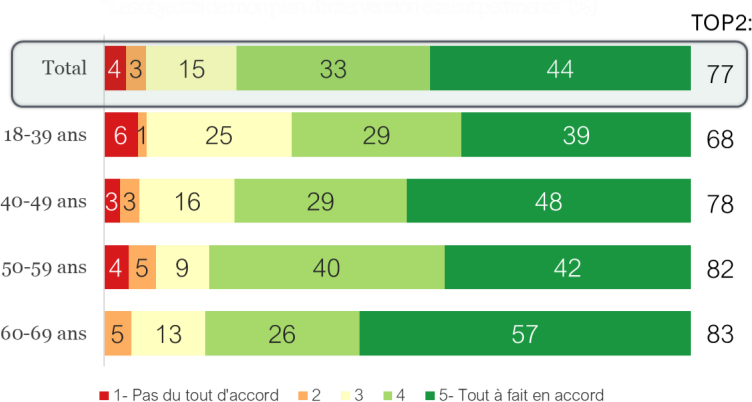 TOP2:
Total 4 3 15 33 44 77
18-39 ans 6 1 25 29 39 68
40-49 ans 3 3 16 29 48 78
50-59 ans 4 5 9 40 42 82
60-69 ans 5 13 26 57 83
1- Pas du tout d'accord 2 3 4 5- Tout à fait en accord